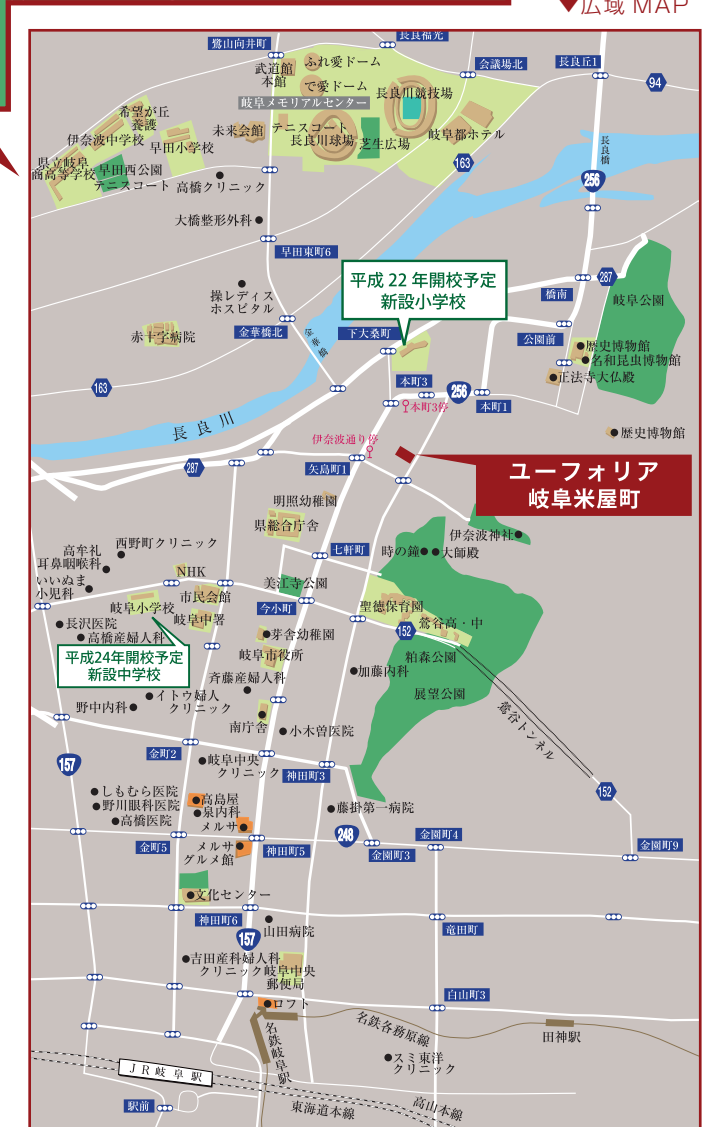 ▼広域 MAP
鷺山向井町
長良福光
会議場北
長良丘1
94
武道館
本館
ふれ愛ドーム
で愛ドーム
長良川競技場
岐阜メモリアルセンター
希望が丘
養護
伊奈波中学校
早田小学校
未来会館
テニスコート
長良川球場
芝生広場
岐阜都ホテル
長良橋
県立岐阜
商高等学校
早田西公園
テニスコート
高橋クリニック
163
256
大橋整形外科
早田東町6
平成 22 年開校予定
新設小学校
287
橋南
岐阜公園
操レディス
ホスピタル
金華橋北
金華橋
下大桑町
公園前
赤十字病院
歴史博物館
名和昆虫博物館
正法寺大仏殿
163
本町3
256
本町1
本町3停
長良川
伊奈波通り停
歴史博物館
287
矢島町1
ユーフォリア
岐阜米屋町
明照幼稚園
県総合庁舎
伊奈波神社
西野町クリニック
高牟礼
耳鼻咽喉科
七軒町
時の鐘
大師殿
いいぬま
小児科
NHK
市民会館
美江寺公園
岐阜小学校
岐阜中署
今小町
聖徳保育園
鶯谷高・中
長沢医院
高橋産婦人科
芽舎幼稚園
152
平成24年開校予定
新設中学校
岐阜市役所
粕森公園
斉藤産婦人科
加藤内科
展望公園
イトウ婦人
クリニック
野中内科
南庁舎
小木曽医院
鶯谷トンネル
金町2
157
岐阜中央
クリニック
神田町3
しもむら医院
野川眼科医院
高橋医院
高島屋
泉内科
メルサ
藤掛第一病院
152
248
金園町4
金町5
メルサ
グルメ館
神田町5
金園町3
金園町9
文化センター
神田町6
山田病院
竜田町
157
吉田産科婦人科
クリニック
岐阜中央
郵便局
白山町3
ロフト
名鉄岐阜駅
名鉄各務原線
田神駅
スミ東洋
クリニック
JR岐阜駅
駅前
東海道本線
高山本線